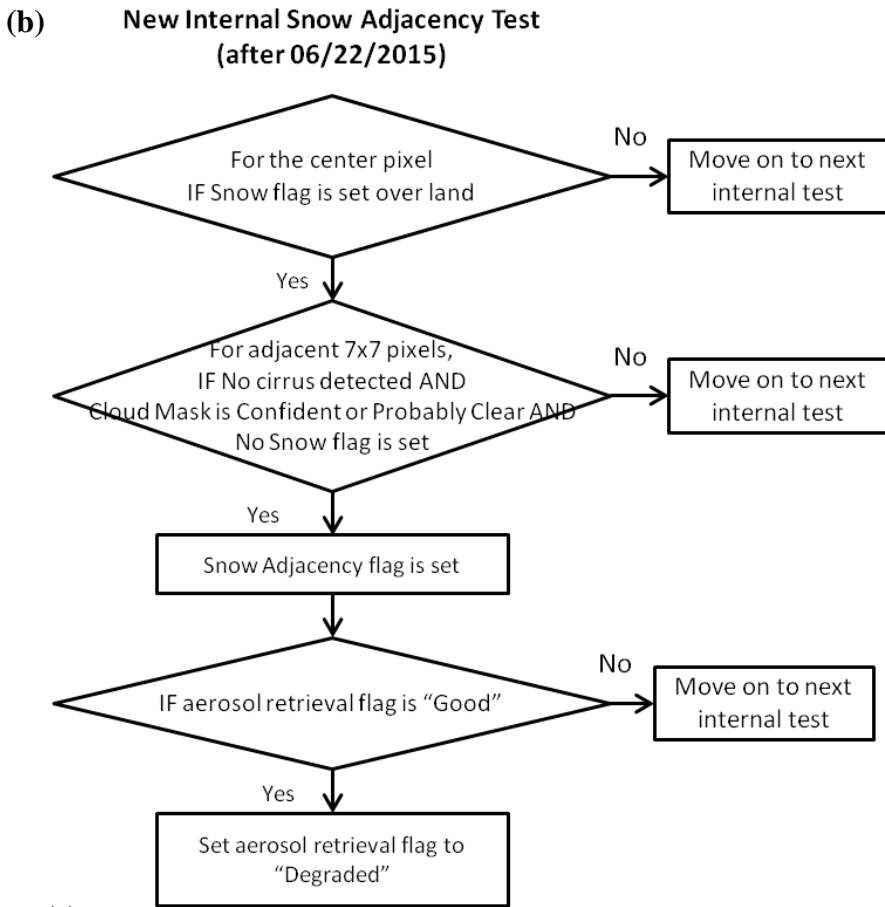 (b)
New Internal Snow Adjacency Test
(after 06/22/2015)
For the center pixel
IF Snow flag is set over land
No
Move on to next
internal test
Yes
For adjacent 7x7 pixels,
IF No cirrus detected AND
Cloud Mask is Confident or Probably Clear AND
No Snow flag is set
No
Move on to next
internal test
Yes
Snow Adjacency flag is set
IF aerosol retrieval flag is “Good”
No
Move on to next
internal test
Yes
Set aerosol retrieval flag to
“Degraded”